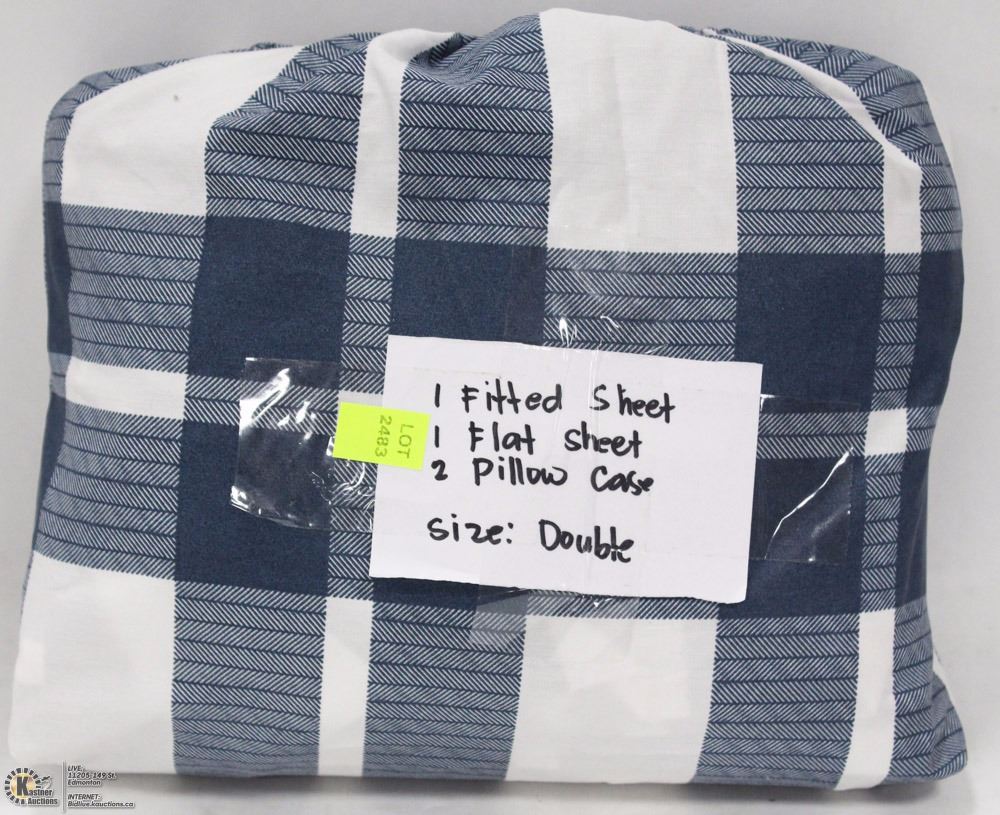 1 Fitted Sheet
1 Flat Sheet
2 Pillow Case
Size: Double
LOT
2483
Kastner
Auctions
LIVE:
11205-149 St.
Edmonton
INTERNET:
Bidlive.kauctions.ca